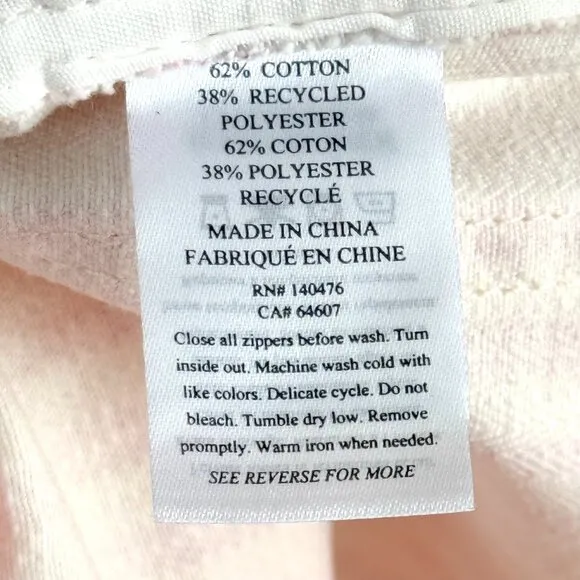 62% COTTON
38% RECYCLED
POLYESTER
62% COTON
38% POLYESTER
RECYCLÉ
MADE IN CHINA
FABRIQUÉ EN CHINE
RN# 140476
CA# 64607
Close all zippers before wash. Turn
inside out. Machine wash cold with
like colors. Delicate cycle. Do not
bleach. Tumble dry low. Remove
promptly. Warm iron when needed.
SEE REVERSE FOR MORE